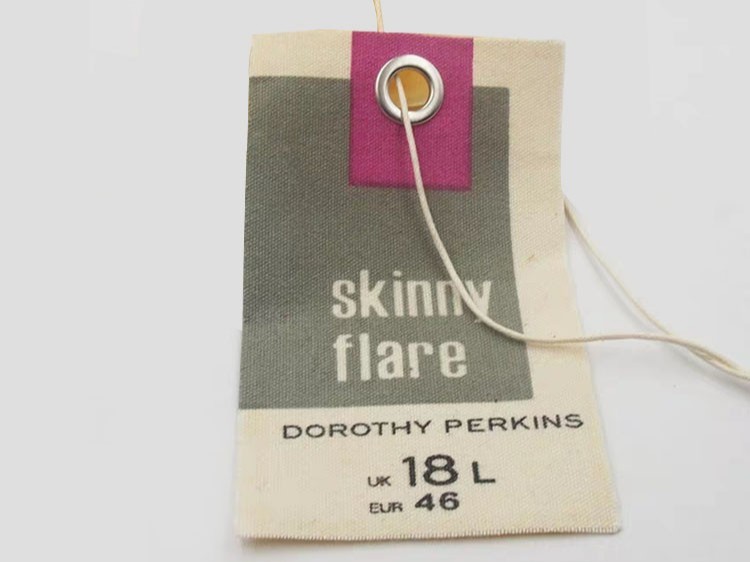 skinny
flare
DOROTHY PERKINS
UK 18 L
EUR 46